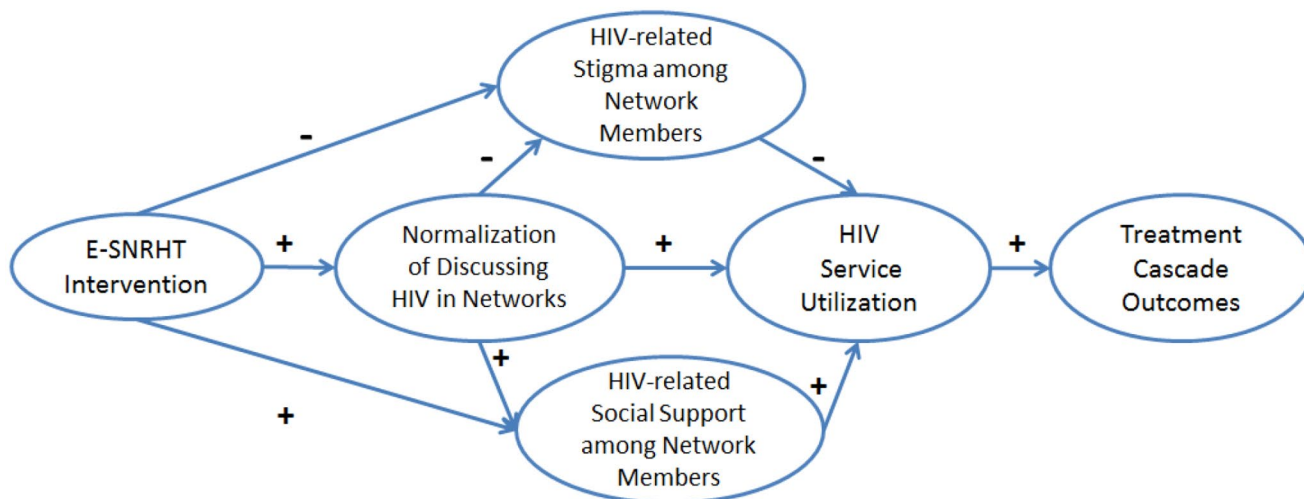 HIV-related
Stigma among
Network
Members
-
-
-
E-SNRHT
Intervention
+
Normalization
of Discussing
HIV in Networks
+
HIV
Service
Utilization
+
Treatment
Cascade
Outcomes
+
+
+
HIV-related
Social Support
among Network
Members